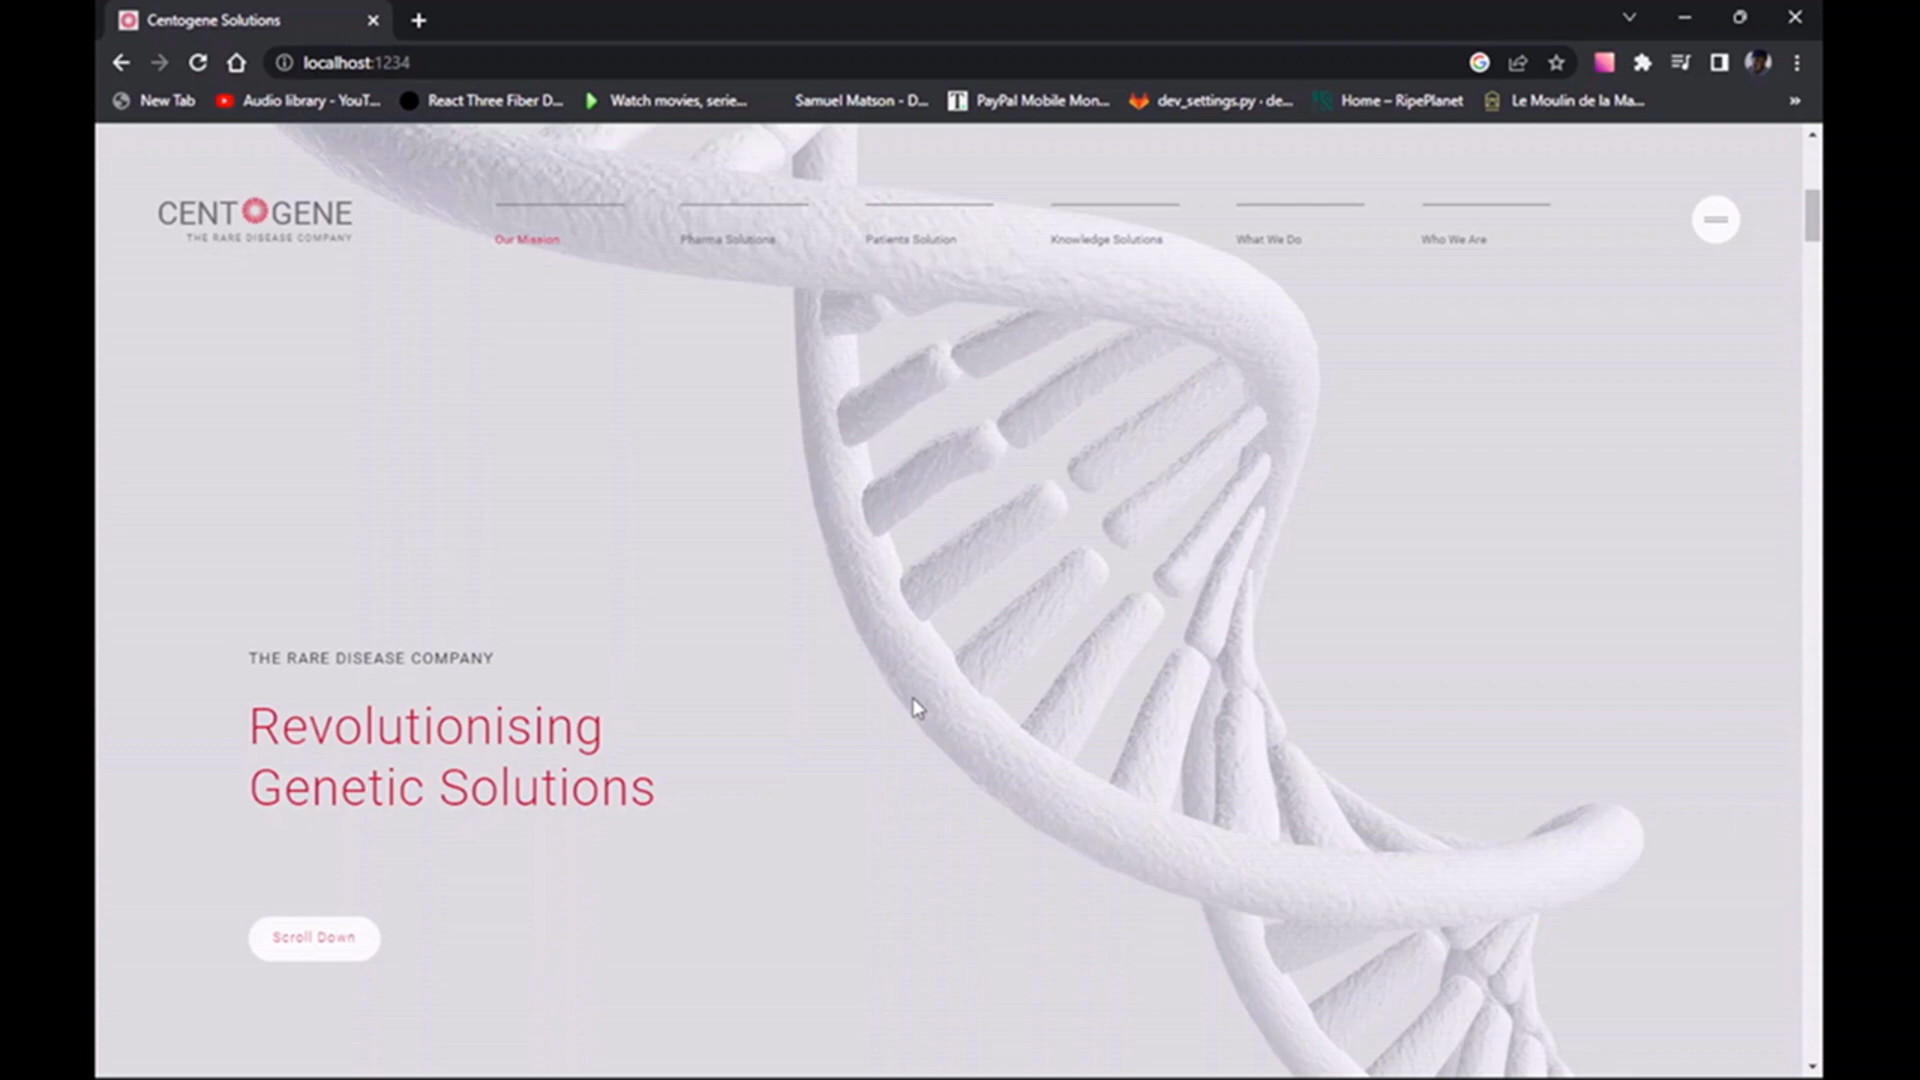 Centogene Solutions
localhost:1234
New Tab
Audio library - YouT...
React Three Fiber D...
Watch movies, serie...
Samuel Matson - D...
PayPal Mobile Mon...
dev_settings.py · de...
Home – RipePlanet
Le Moulin de la Ma...
CENTOGENE
THE RARE DISEASE COMPANY
Our Mission
Pharma Solutions
Patients Solution
Knowledge Solutions
What We Do
Who We Are
THE RARE DISEASE COMPANY
Revolutionising
Genetic Solutions
Scroll Down